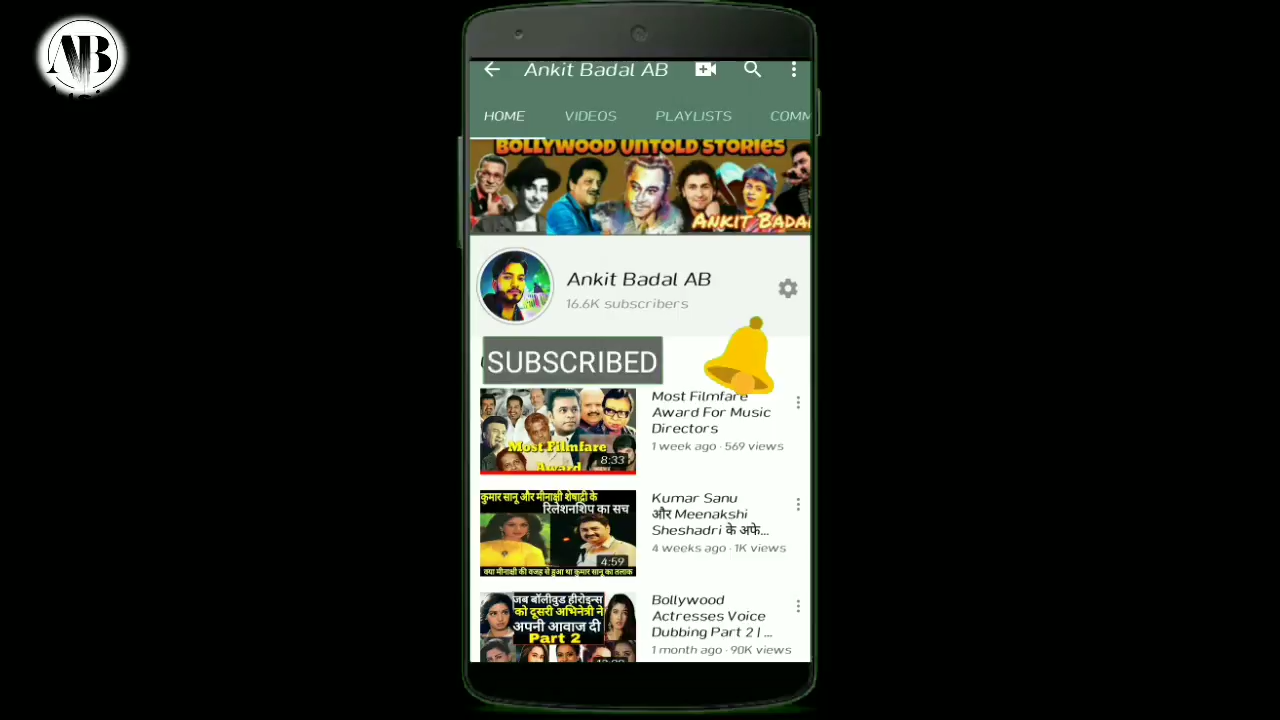 AB
Ankit Badal AB
HOME VIDEOS PLAYLISTS COMM
BOLLYWOOD UNTOLD STORIES
ANKIT BADAL
Ankit Badal AB
16.6K subscribers
SUBSCRIBED
Most Filmfare
Award
8:33
Most Filmfare
Award For Music
Directors
1 week ago · 569 views
कुमार सानू और मीनाक्षी शेषाद्री के
रिलेशनशिप का सच
4:59
क्या मीनाक्षी की वजह से हुआ था कुमार सानू का तलाक
Kumar Sanu
और Meenakshi
Sheshadri के अफे...
4 weeks ago · 1K views
जब बॉलीवुड हीरोइन्स
को दूसरी अभिनेत्री ने
अपनी आवाज दी
Part 2
Bollywood
Actresses Voice
Dubbing Part 2 | ...
1 month ago · 90K views